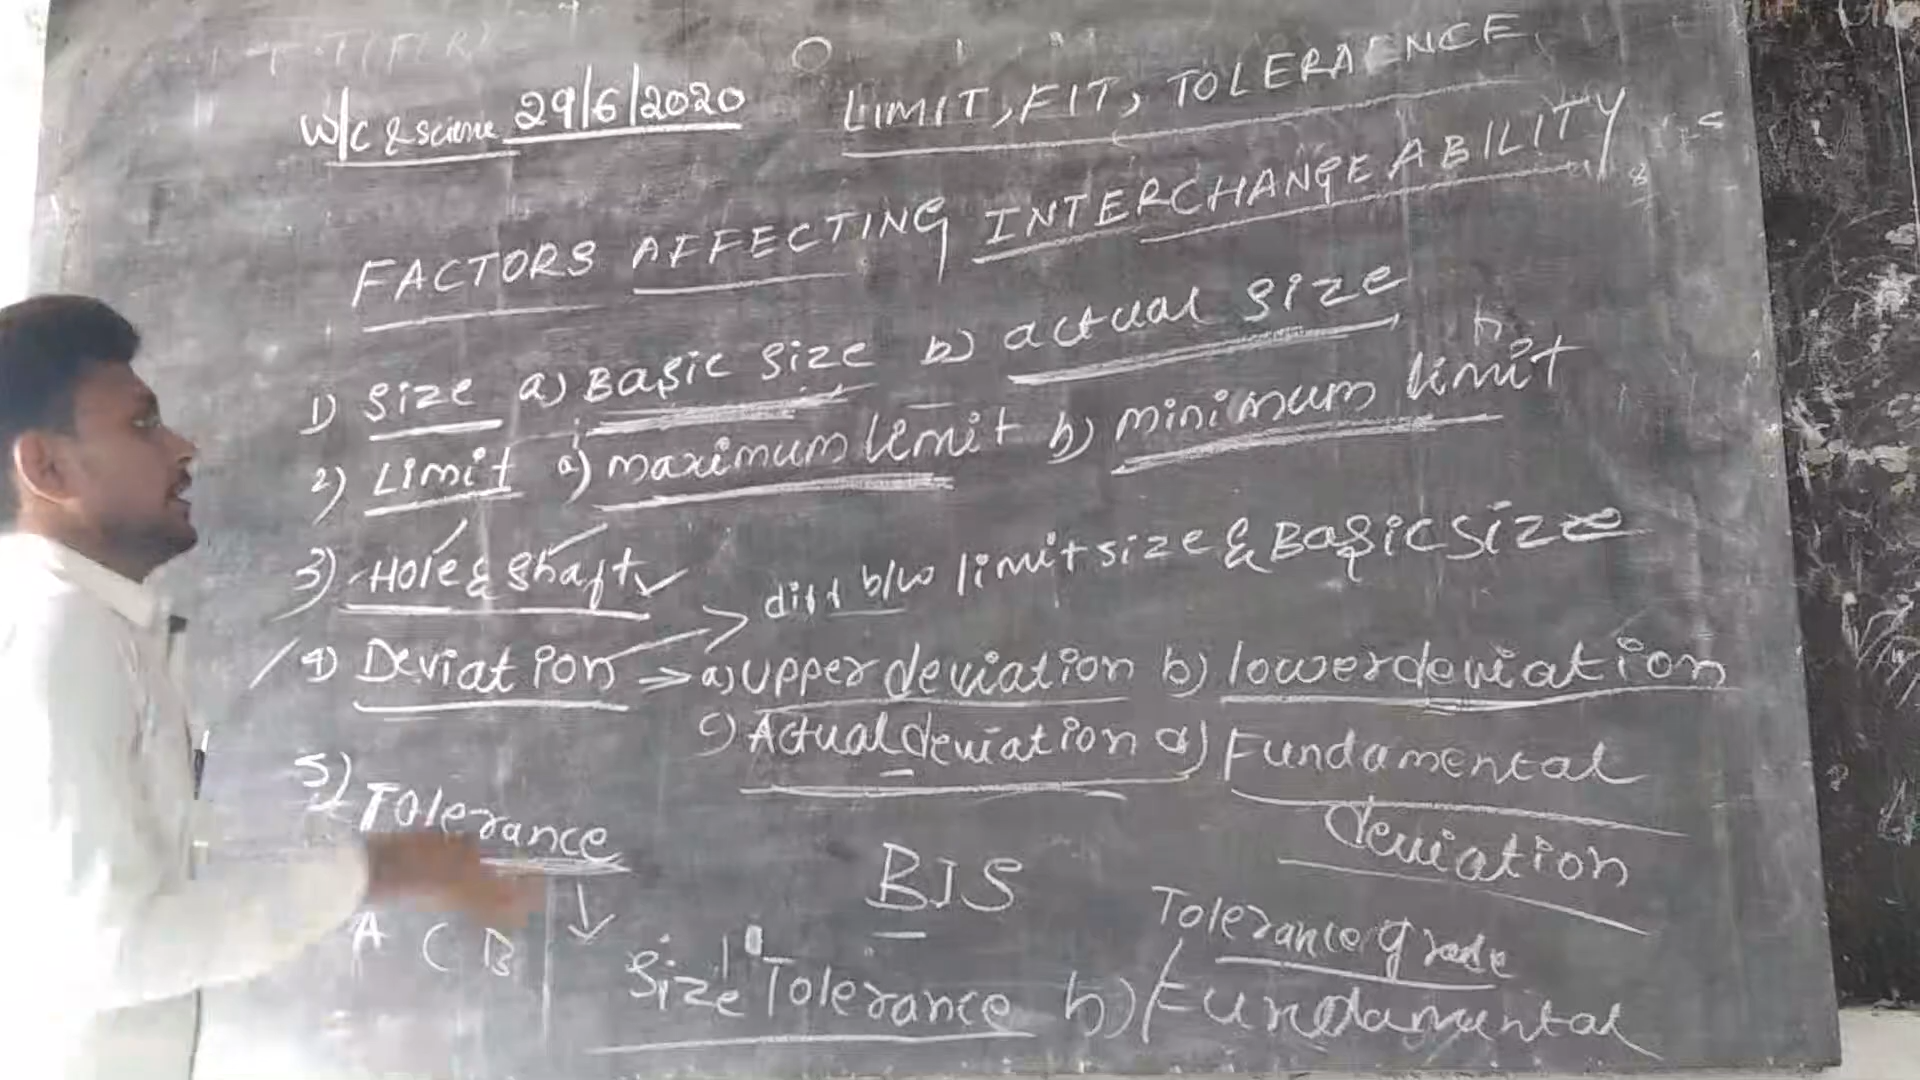 W/C & Science 29/6/2020
LIMIT, FIT, TOLERAENCE
FACTORS AFFECTING INTERCHANGEABILITY
1) Size a) Basic Size b) actual size
2) Limit a) maximum limit b) minimum limit
3) Hole & shaft
diff b/w limit size & Basic size
4) Deviation a) upper deviation b) lower deviation
c) Actual deviation d) Fundamental
deviation
5) Tolerance
BIS
Tolerance grade
A C B
Size Tolerance b) Fundamental